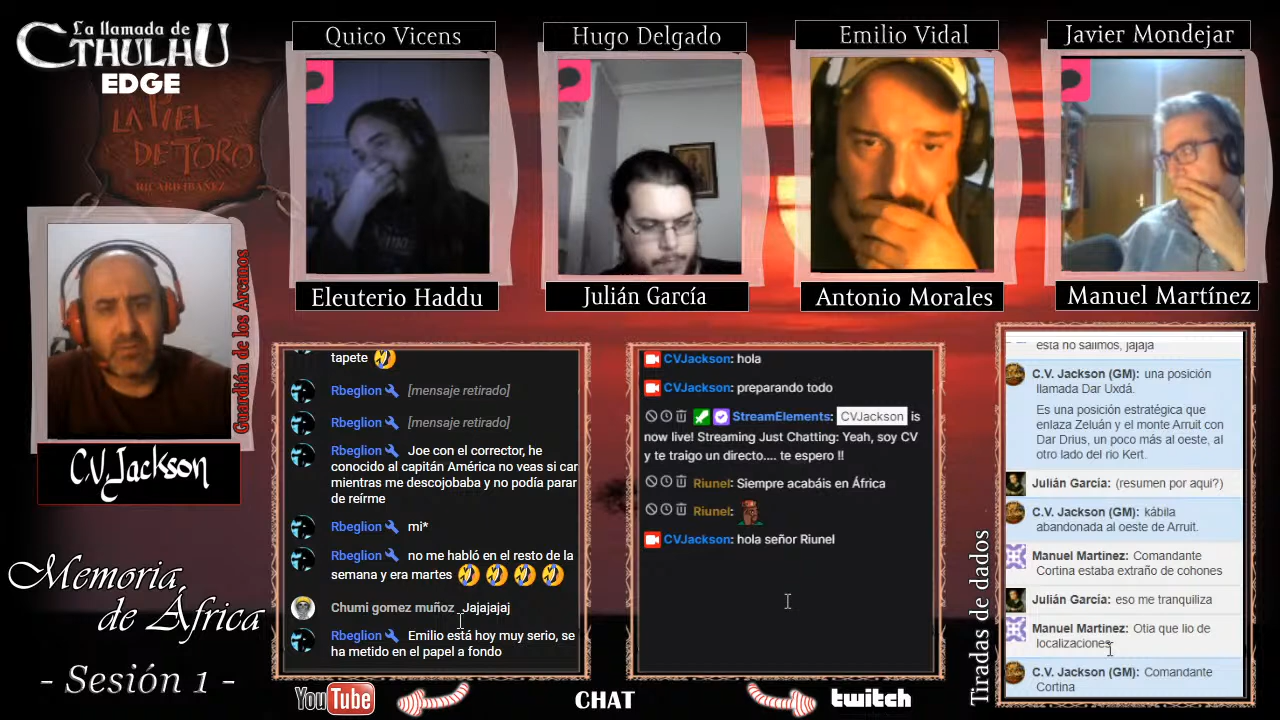 La llamada de
CTHULHU
EDGE
LA PIEL
DE TORO
RICARD IBÁÑEZ
Quico Vicens
Hugo Delgado
Emilio Vidal
Javier Mondejar
Eleuterio Haddu
Julián García
Antonio Morales
Manuel Martínez
Guardián de los Arcanos
C.V. Jackson
Memoria
de África
- Sesión 1 -
tapete
Rbeglion [mensaje retirado]
Rbeglion [mensaje retirado]
Rbeglion Joe con el corrector, he
conocido al capitán América no veas si car
mientras me descojobaba y no podía parar
de reírme
Rbeglion mi*
Rbeglion no me habló en el resto de la
semana y era martes
Chumi gomez muñoz Jajajajaj
Rbeglion Emilio está hoy muy serio, se
ha metido en el papel a fondo
CVJackson: hola
CVJackson: preparando todo
StreamElements: CVJackson is
now live! Streaming Just Chatting: Yeah, soy CV
y te traigo un directo.... te espero !!
Riunel: Siempre acabáis en África
Riunel:
CVJackson: hola señor Riunel
Tiradas de dados
esta no salimos, jajaja
C.V. Jackson (GM): una posición
llamada Dar Uxdá.
Es una posición estratégica que
enlaza Zeluán y el monte Arruit con
Dar Drius, un poco más al oeste, al
otro lado del rio Kert.
Julián García: (resumen por aqui?)
C.V. Jackson (GM): kábila
abandonada al oeste de Arruit.
Manuel Martinez: Comandante
Cortina estaba extraño de cohones
Julián García: eso me tranquiliza
Manuel Martinez: Otia que lio de
localizaciones
C.V. Jackson (GM): Comandante
Cortina
YouTube
CHAT
twitch